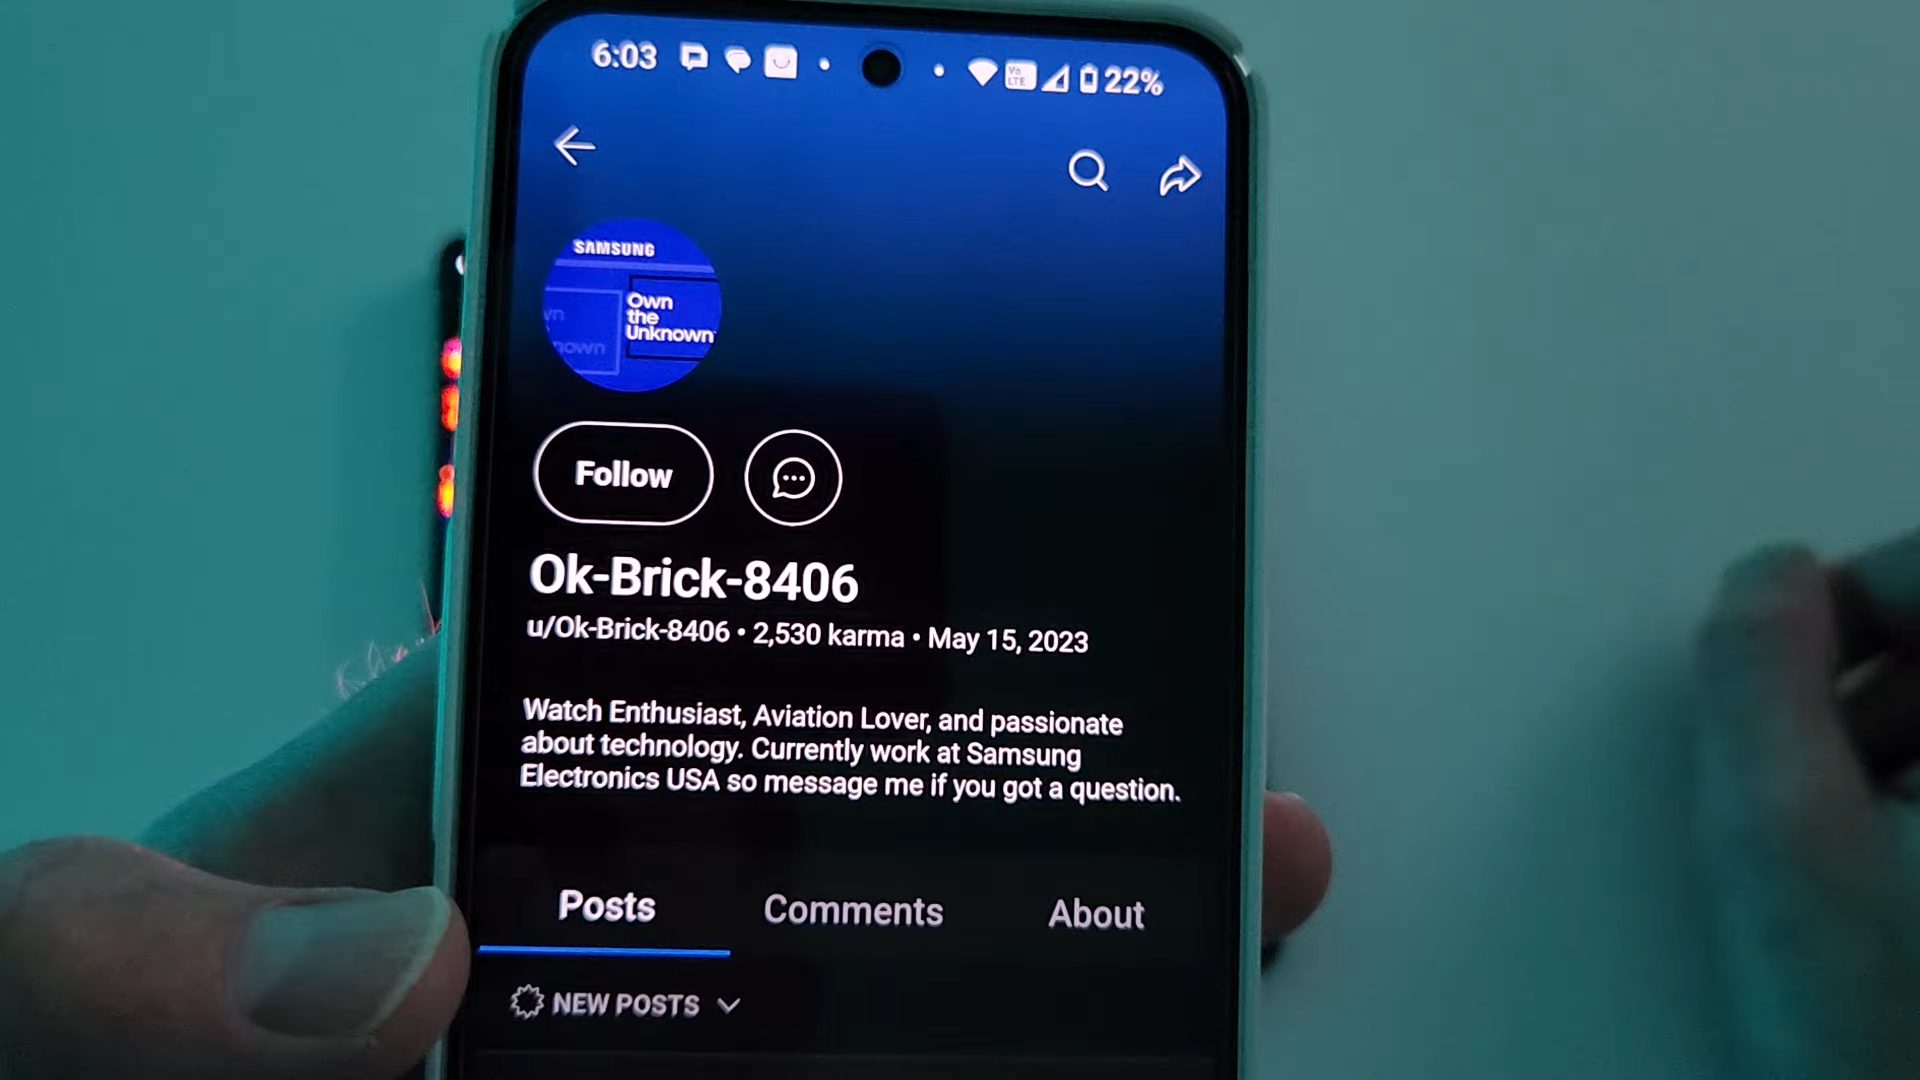 6:03
Vo
LTE
22%
SAMSUNG
Own
the
Unknown
Follow
Ok-Brick-8406
u/Ok-Brick-8406 • 2,530 karma • May 15, 2023
Watch Enthusiast, Aviation Lover, and passionate
about technology. Currently work at Samsung
Electronics USA so message me if you got a question.
Posts
Comments
About
NEW POSTS